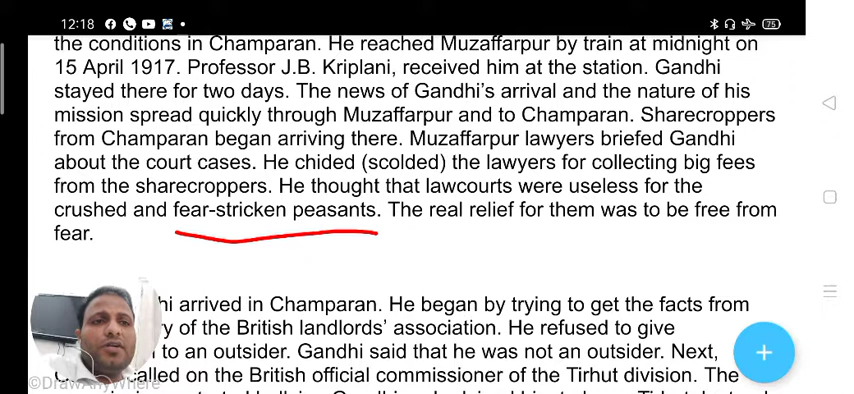 12:18
75
the conditions in Champaran. He reached Muzaffarpur by train at midnight on
15 April 1917. Professor J.B. Kriplani, received him at the station. Gandhi
stayed there for two days. The news of Gandhi's arrival and the nature of his
mission spread quickly through Muzaffarpur and to Champaran. Sharecroppers
from Champaran began arriving there. Muzaffarpur lawyers briefed Gandhi
about the court cases. He chided (scolded) the lawyers for collecting big fees
from the sharecroppers. He thought that lawcourts were useless for the
crushed and fear-stricken peasants. The real relief for them was to be free from
fear.
hi arrived in Champaran. He began by trying to get the facts from
ry of the British landlords' association. He refused to give
to an outsider. Gandhi said that he was not an outsider. Next,
alled on the British official commissioner of the Tirhut division. The
©DrawAnyWhere